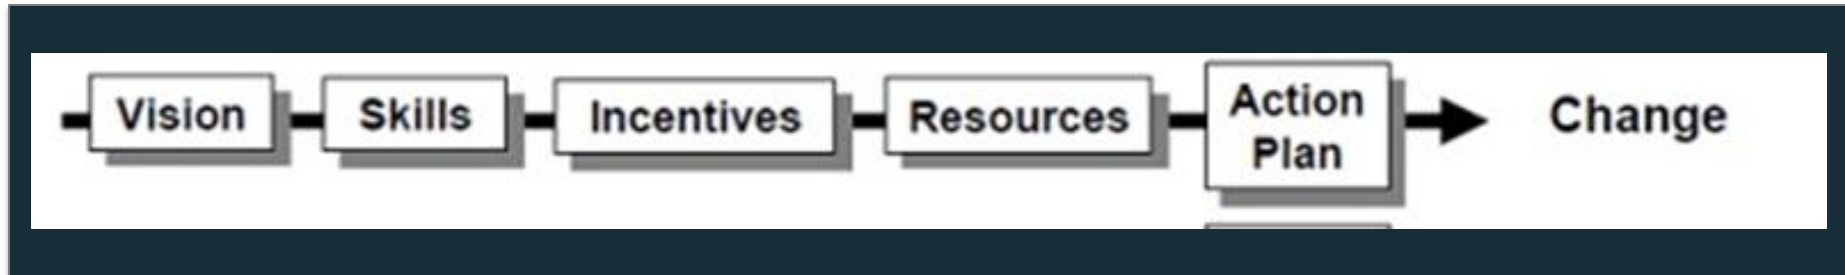 Vision
Skills
Incentives
Resources
Action
Plan
Change